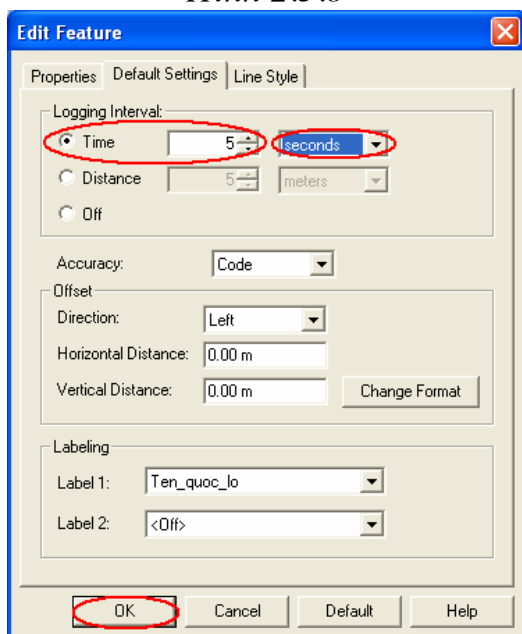 Edit Feature
Properties Default Settings Line Style
Logging Interval:
Time 5 seconds
Distance 5 meters
Off
Accuracy: Code
Offset
Direction: Left
Horizontal Distance: 0.00 m
Vertical Distance: 0.00 m Change Format
Labeling
Label 1: Ten_quoc_lo
Label 2: <Off>
OK Cancel Default Help